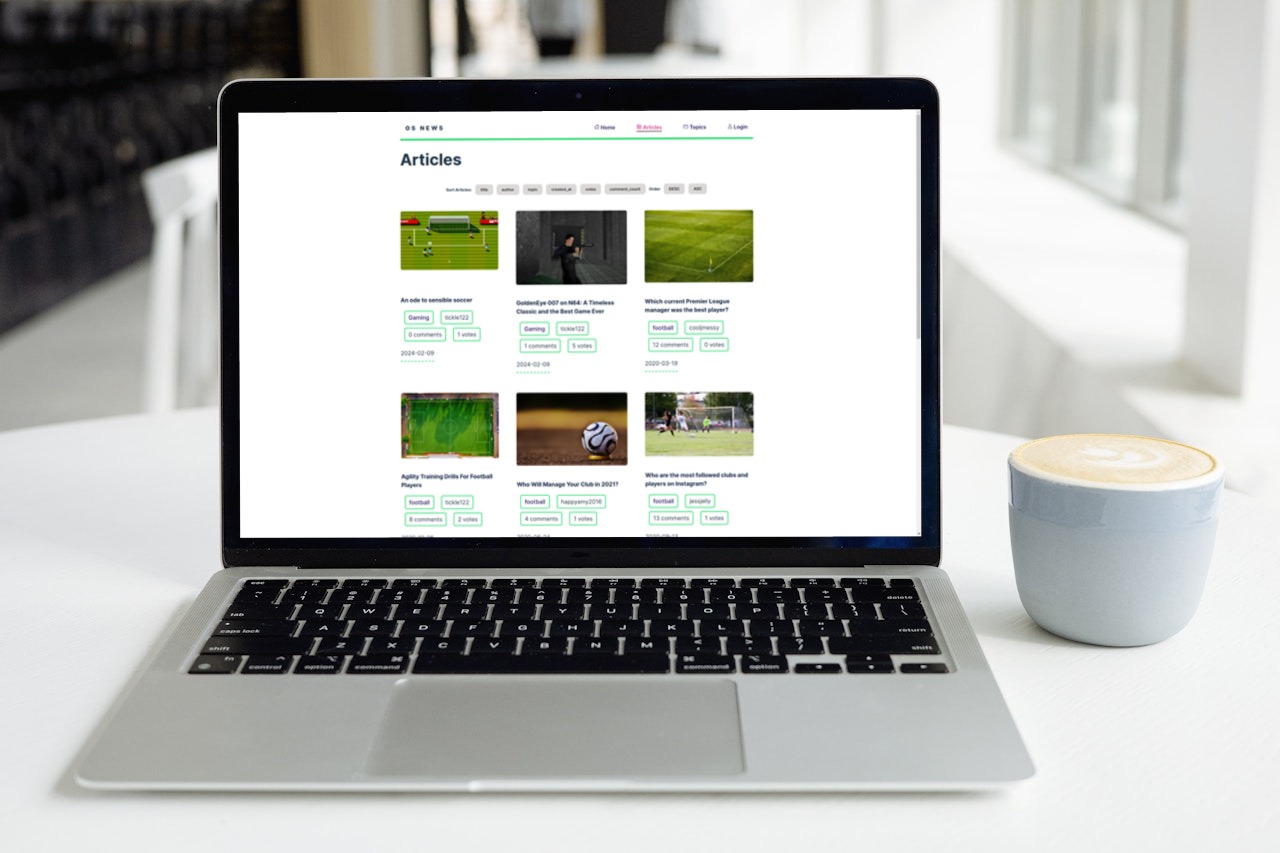 OS NEWS Home Articles Topics Login
Articles
Sort Articles: title author topic created_at votes comment_count Order DESC ASC
An ode to sensible soccer
Gaming tickle122
0 comments 1 votes
2024-02-09
GoldenEye 007 on N64: A Timeless
Classic and the Best Game Ever
Gaming tickle122
1 comments 5 votes
2024-02-09
Which current Premier League
manager was the best player?
football cooljmessy
12 comments 0 votes
2020-03-19
Agility Training Drills For Football
Players
football tickle122
8 comments 2 votes
Who Will Manage Your Club in 2021?
football happyamy2016
4 comments 1 votes
Who are the most followed clubs and
players on Instagram?
football jessjelly
13 comments 1 votes
esc
delete
tab Q W E R T Y U I O P
caps lock A S D F G H J K L return
shift Z X C V B N M shift
fn control option command command option